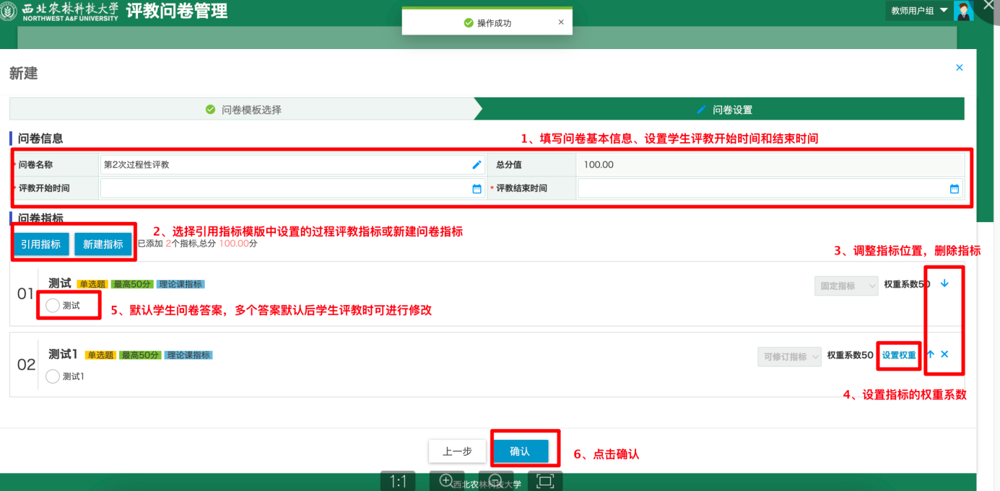 西北农林科技大学 评教问卷管理
NORTHWEST A&F UNIVERSITY
操作成功
教师用户组
新建
问卷模板选择
问卷设置
问卷信息
1、填写问卷基本信息、设置学生评教开始时间和结束时间
* 问卷名称 第2次过程性评教 总分值 100.00
* 评教开始时间 * 评教结束时间
问卷指标
2、选择引用指标模版中设置的过程评教指标或新建问卷指标
引用指标 新建指标 已添加 2个指标,总分 100.00分
3、调整指标位置，删除指标
01 测试 单选题 最高50分 理论课指标 固定指标 权重系数50
测试
5、默认学生问卷答案，多个答案默认后学生评教时可进行修改
02 测试1 单选题 最高50分 理论课指标 可修订指标 权重系数50 设置权重
测试1
4、设置指标的权重系数
上一步 确认 6、点击确认
1:1
西北农林科技大学